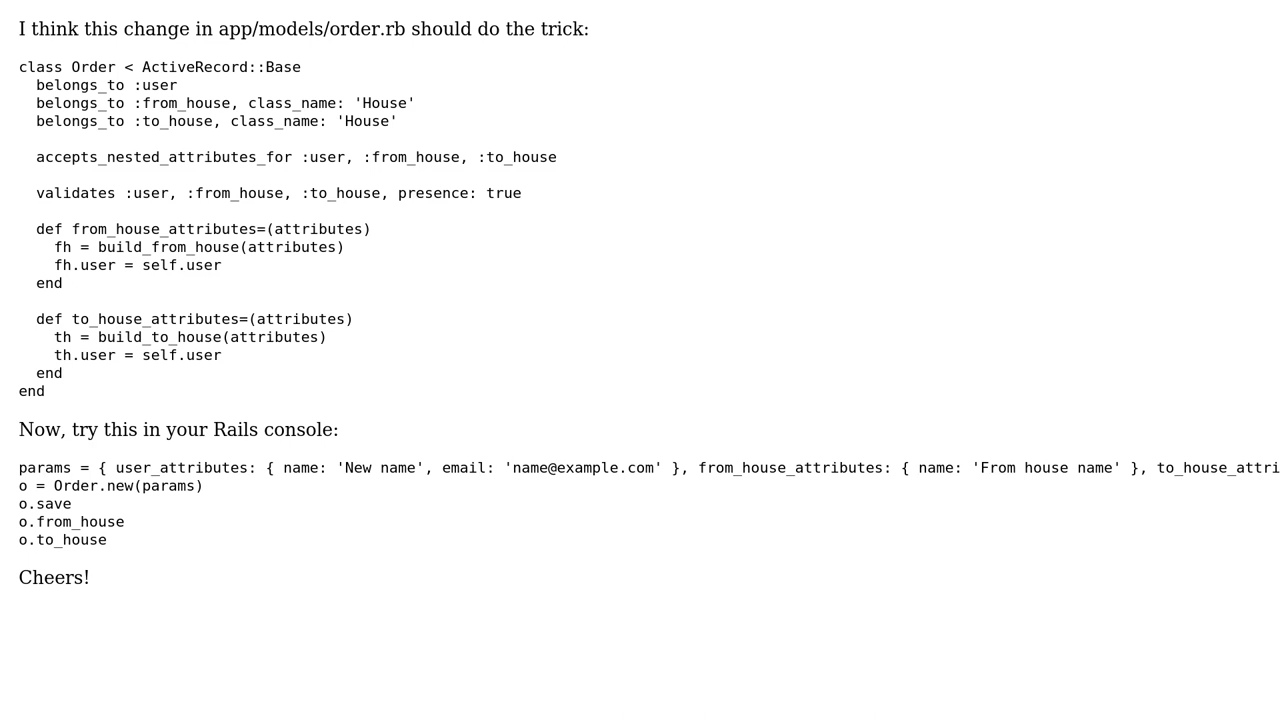 I think this change in app/models/order.rb should do the trick:
class Order < ActiveRecord::Base
  belongs_to :user
  belongs_to :from_house, class_name: 'House'
  belongs_to :to_house, class_name: 'House'

  accepts_nested_attributes_for :user, :from_house, :to_house

  validates :user, :from_house, :to_house, presence: true

  def from_house_attributes=(attributes)
    fh = build_from_house(attributes)
    fh.user = self.user
  end

  def to_house_attributes=(attributes)
    th = build_to_house(attributes)
    th.user = self.user
  end
end
Now, try this in your Rails console:
params = { user_attributes: { name: 'New name', email: 'name@example.com' }, from_house_attributes: { name: 'From house name' }, to_house_attri
o = Order.new(params)
o.save
o.from_house
o.to_house
Cheers!